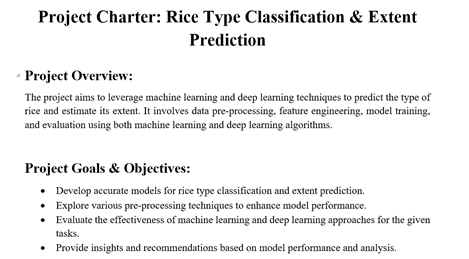 Project Charter: Rice Type Classification & Extent
Prediction
Project Overview:
The project aims to leverage machine learning and deep learning techniques to predict the type of
rice and estimate its extent. It involves data pre-processing, feature engineering, model training,
and evaluation using both machine learning and deep learning algorithms.
Project Goals & Objectives:
• Develop accurate models for rice type classification and extent prediction.
• Explore various pre-processing techniques to enhance model performance.
• Evaluate the effectiveness of machine learning and deep learning approaches for the given
tasks.
• Provide insights and recommendations based on model performance and analysis.